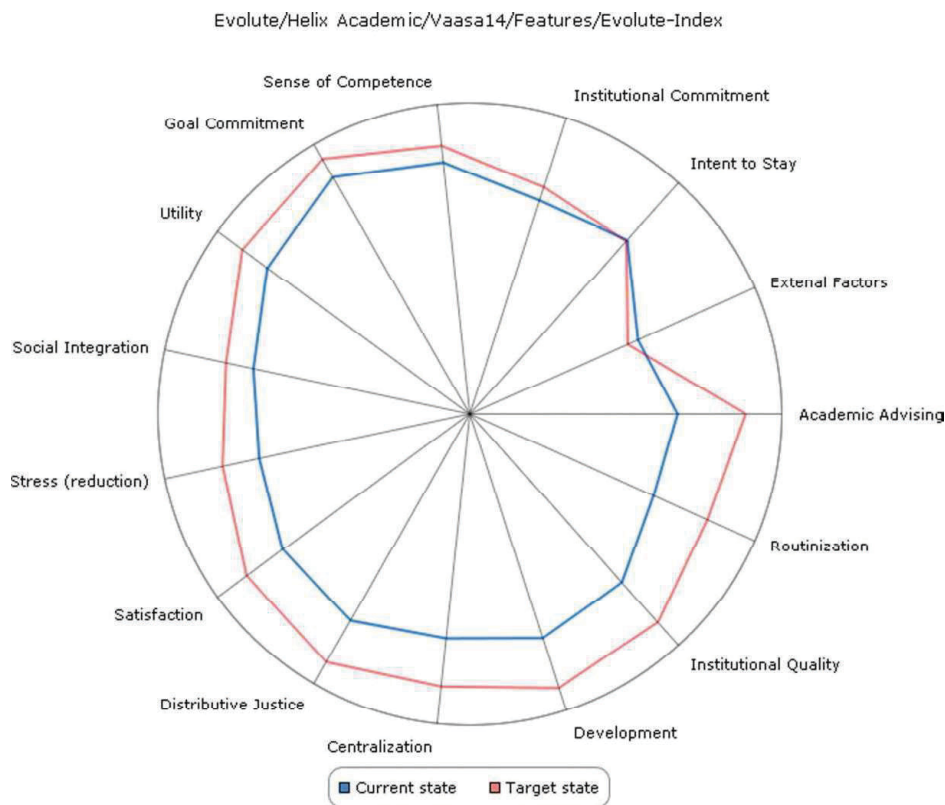 Evolute/Helix Academic/Vaasa14/Features/Evolute-Index
Sense of Competence
Institutional Commitment
Goal Commitment
Intent to Stay
Utility
Extenal Factors
Social Integration
Academic Advising
Stress (reduction)
Routinization
Satisfaction
Institutional Quality
Distributive Justice
Development
Centralization
Current state
Target state